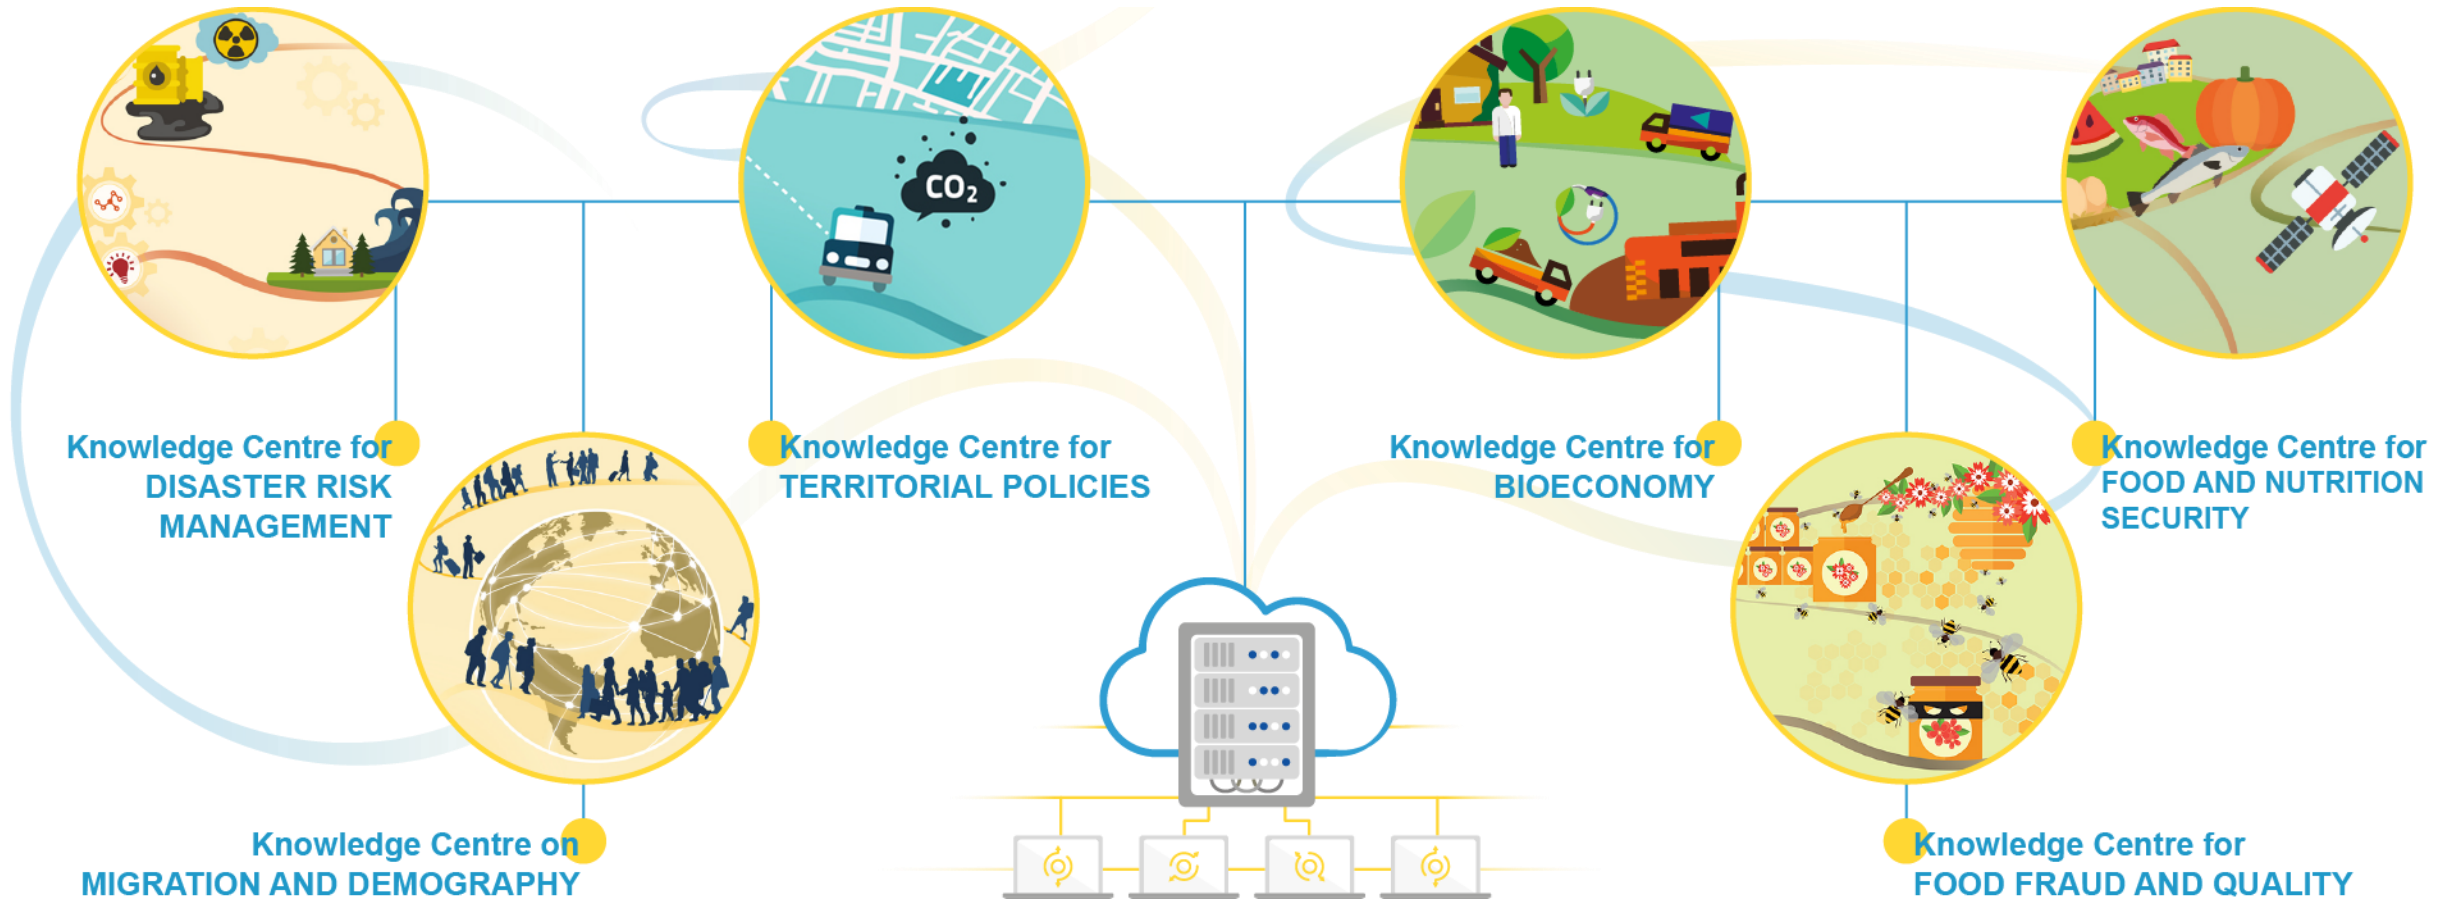 CO₂
Knowledge Centre for
DISASTER RISK
MANAGEMENT
Knowledge Centre for
TERRITORIAL POLICIES
Knowledge Centre for
BIOECONOMY
Knowledge Centre for
FOOD AND NUTRITION
SECURITY
Knowledge Centre on
MIGRATION AND DEMOGRAPHY
Knowledge Centre for
FOOD FRAUD AND QUALITY